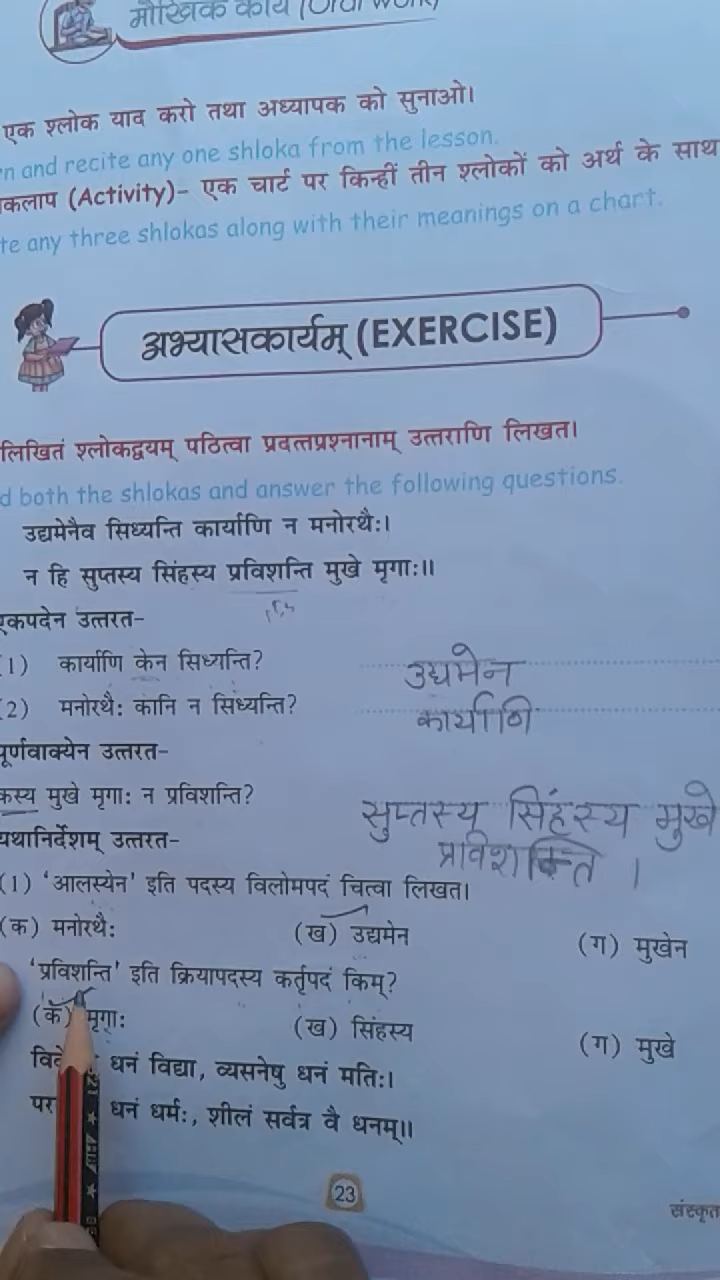 मौखिक कार्य (Oral Work)
एक श्लोक याद करो तथा अध्यापक को सुनाओ।
n and recite any one shloka from the lesson.
कलाप (Activity)- एक चार्ट पर किन्हीं तीन श्लोकों को अर्थ के साथ
te any three shlokas along with their meanings on a chart.
अभ्यासकार्यम् (EXERCISE)
लिखितं श्लोकद्वयम् पठित्वा प्रदत्तप्रश्नानाम् उत्तराणि लिखत।
d both the shlokas and answer the following questions.
उद्यमेनैव सिध्यन्ति कार्याणि न मनोरथैः।
न हि सुप्तस्य सिंहस्य प्रविशन्ति मुखे मृगाः॥
एकपदेन उत्तरत-
(1) कार्याणि केन सिध्यन्ति? उद्यमेन
(2) मनोरथैः कानि न सिध्यन्ति? कार्याणि
पूर्णवाक्येन उत्तरत-
कस्य मुखे मृगाः न प्रविशन्ति? सुप्तस्य सिंहस्य मुखे
प्रविशन्ति ।
यथानिर्देशम् उत्तरत-
(1) 'आलस्येन' इति पदस्य विलोमपदं चित्वा लिखत।
(क) मनोरथैः (ख) उद्यमेन (ग) मुखेन
'प्रविशन्ति' इति क्रियापदस्य कर्तृपदं किम्?
(क) मृगाः (ख) सिंहस्य (ग) मुखे
धनं विद्या, व्यसनेषु धनं मतिः।
धनं धर्मः, शीलं सर्वत्र वै धनम्॥
23
संस्कृत